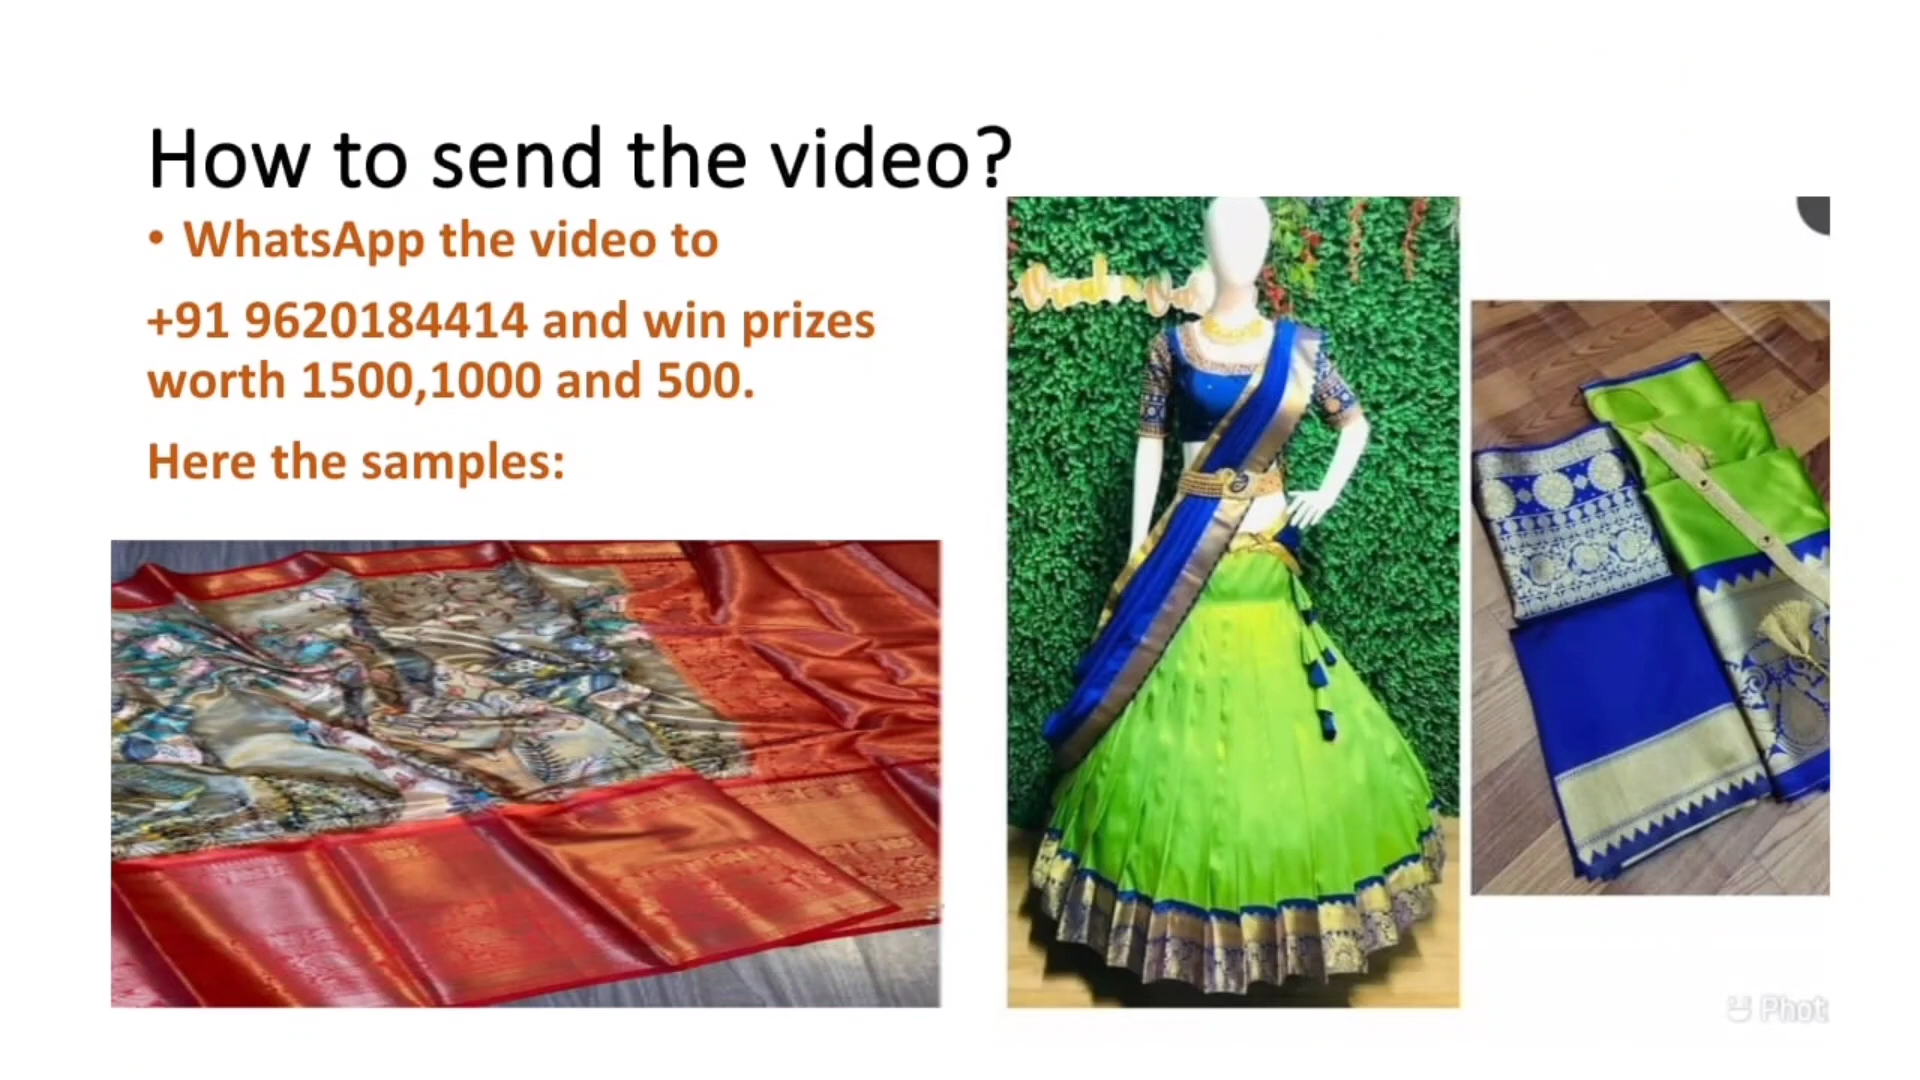 How to send the video?
• WhatsApp the video to
+91 9620184414 and win prizes
worth 1500,1000 and 500.
Here the samples:
Phot